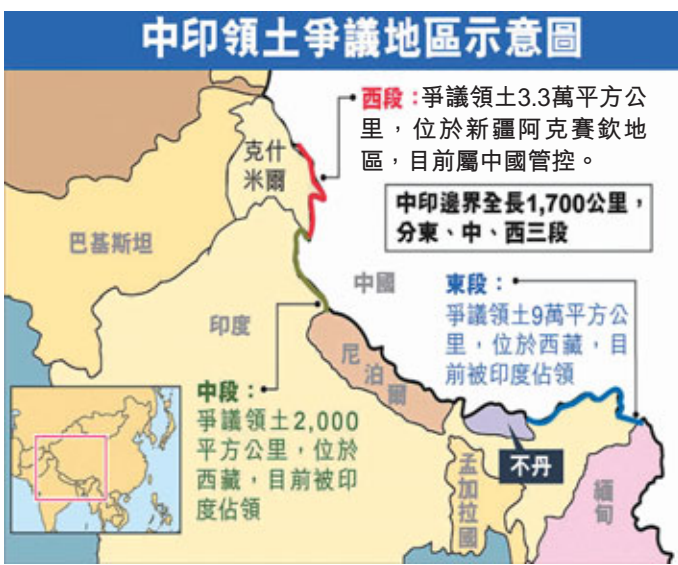 中印領土爭議地區示意圖
西段：爭議領土3.3萬平方公
里，位於新疆阿克賽欽地
區，目前屬中國管控。
克什
米爾
中印邊界全長1,700公里，
分東、中、西三段
巴基斯坦
中國
東段：
爭議領土9萬平方公
里，位於西藏，目
前被印度佔領
印度
尼泊爾
中段：
爭議領土2,000
平方公里，位於
西藏，目前被印
度佔領
不丹
孟加拉國
緬甸